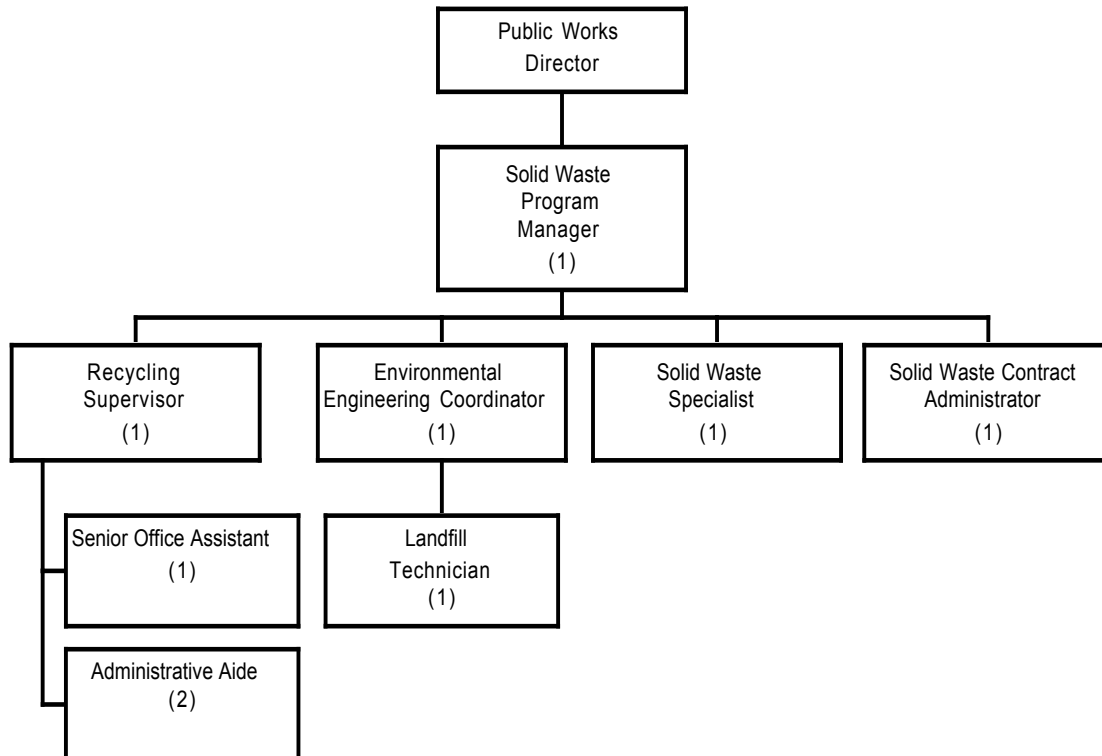 Public Works
Director
Solid Waste
Program
Manager
(1)
Recycling
Supervisor
(1)
Environmental
Engineering Coordinator
(1)
Solid Waste
Specialist
(1)
Solid Waste Contract
Administrator
(1)
Senior Office Assistant
(1)
Landfill
Technician
(1)
Administrative Aide
(2)